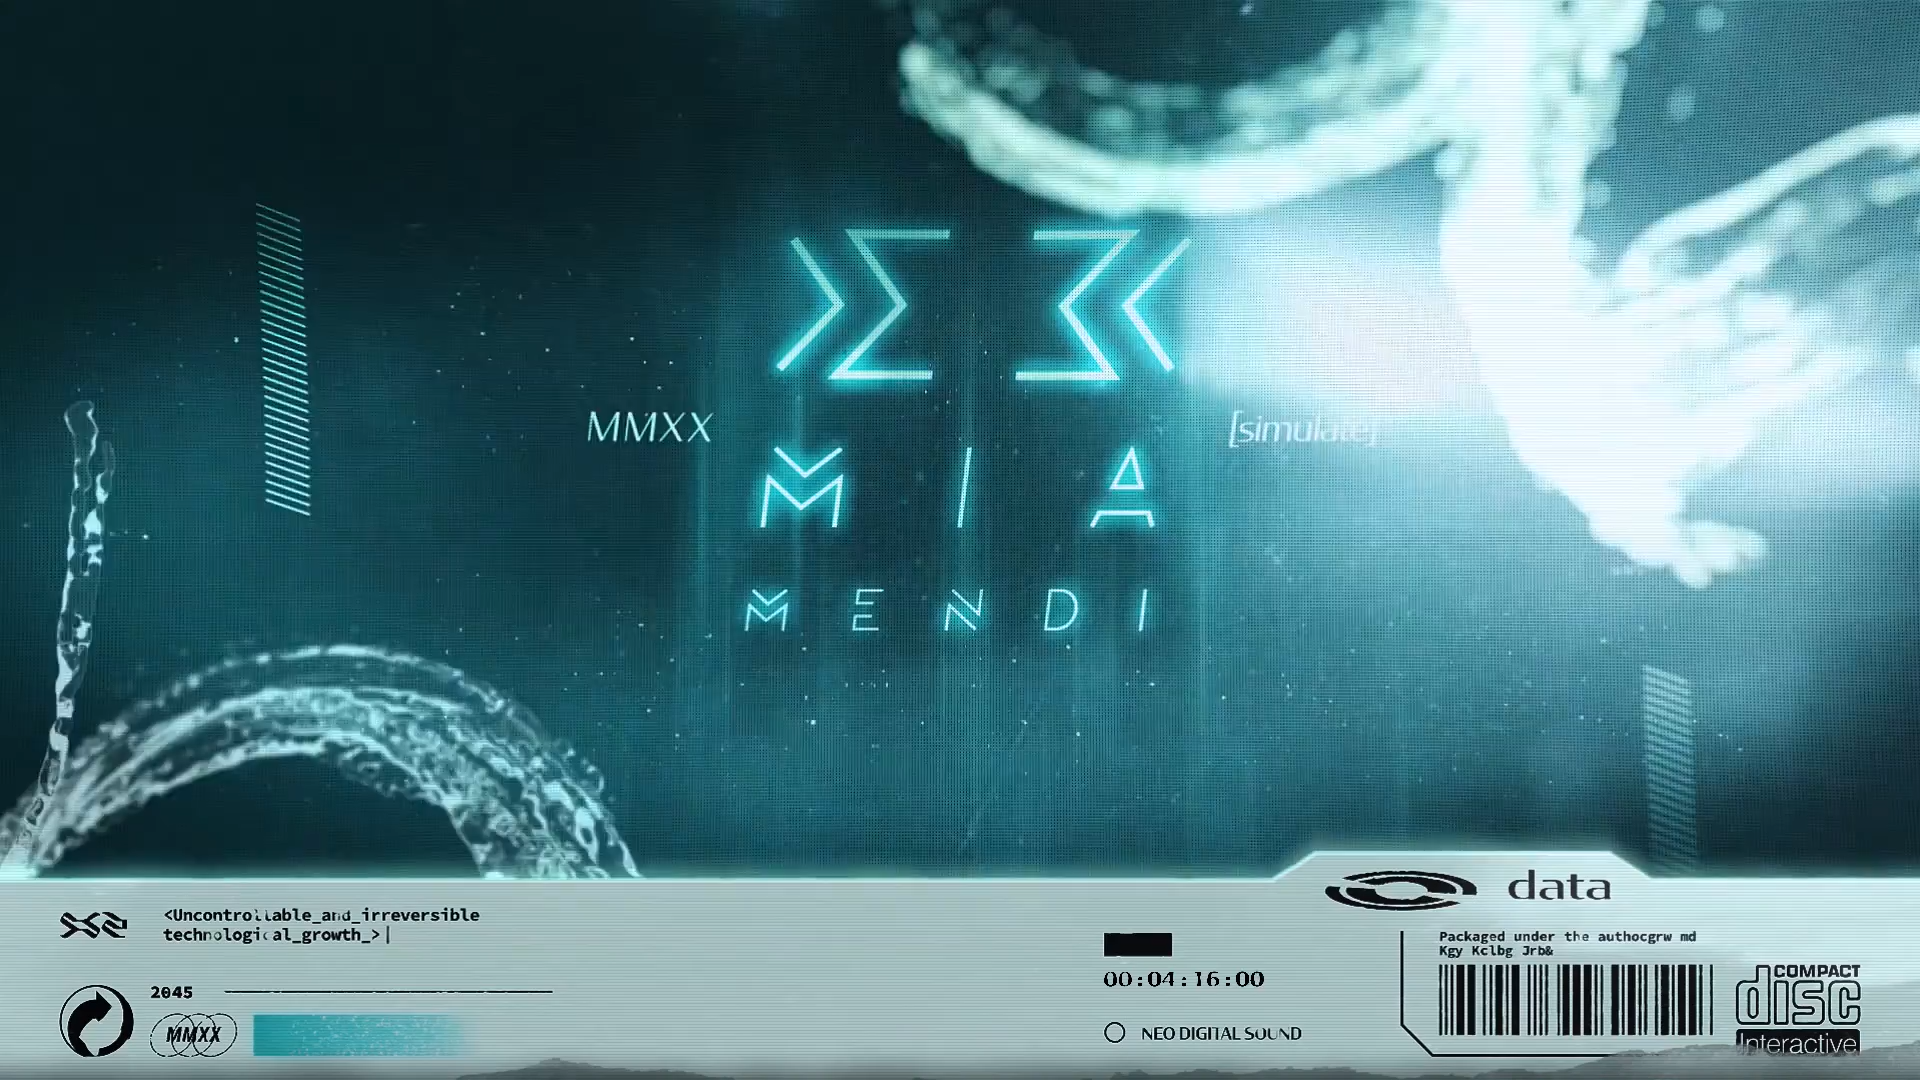 MMXX
[simulate]
MIA
MENDI
data
<Uncontrollable_and_irreversible
technological_growth_>|
Packaged under the authocgrw md
Kgy Kclbg Jrb&
00:04:16:00
2045
MMXX
NEO DIGITAL SOUND
COMPACT
disc
Interactive